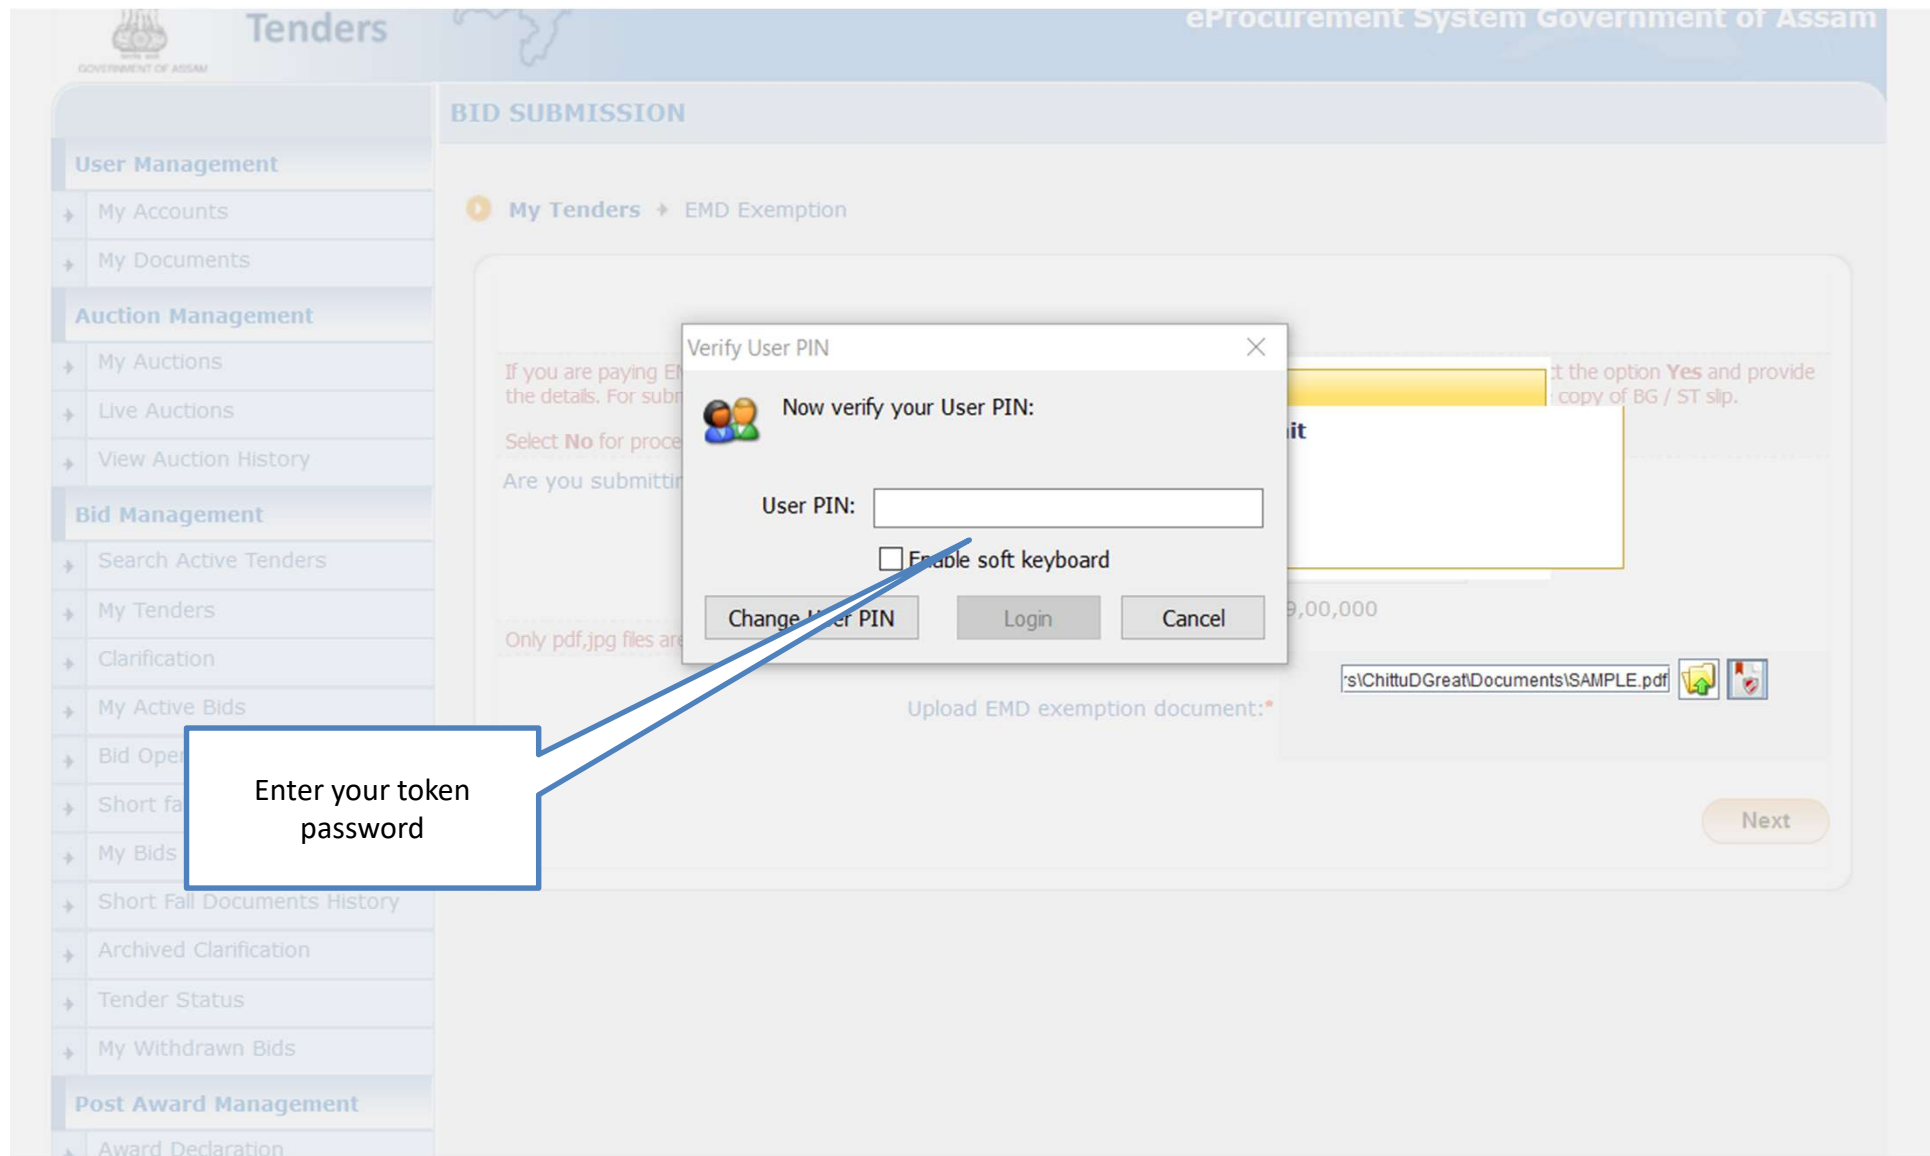 Tenders
eProcurement System Government of Assam
GOVERNMENT OF ASSAM
BID SUBMISSION
User Management
My Accounts
My Documents
Auction Management
My Auctions
Live Auctions
View Auction History
Bid Management
Search Active Tenders
My Tenders
Clarification
My Active Bids
Bid Oper
Short fa
My Bids
Short Fall Documents History
Archived Clarification
Tender Status
My Withdrawn Bids
Post Award Management
Award Declaration
My Tenders EMD Exemption
If you are paying EM
t the option Yes and provide
the details. For subr
copy of BG / ST slip.
Select No for proce
it
Are you submittin
Verify User PIN
Now verify your User PIN:
User PIN:
Enable soft keyboard
Change User PIN
Login
Cancel
9,00,000
Only pdf,jpg files are
Upload EMD exemption document:*
's\ChittuDGreat\Documents\SAMPLE.pdf
Next
Enter your token
password